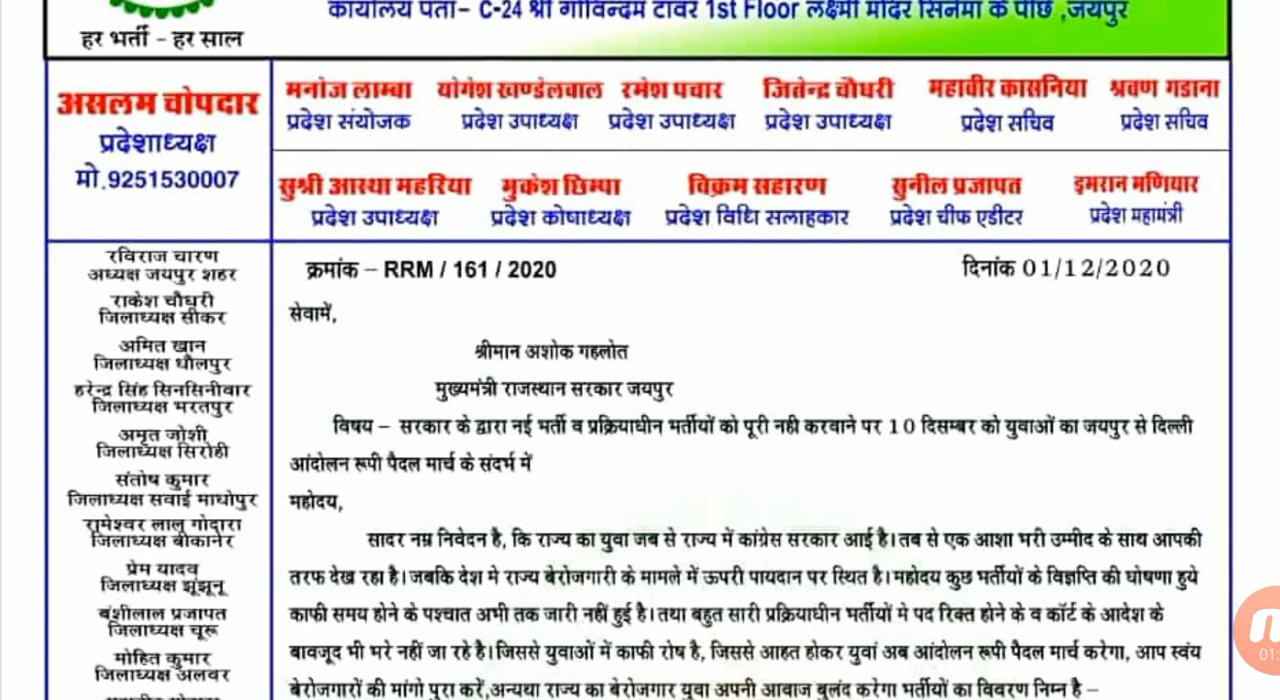 कार्यालय पता– C-24 श्री गोविन्दम टावर 1st Floor लक्ष्मी मंदिर सिनेमा के पीछे ,जयपुर
हर भर्ती – हर साल
असलम चोपदार
प्रदेशाध्यक्ष
मो.9251530007
मनोज लाम्बा योगेश खण्डेलवाल रमेश पचार जितेन्द्र चौधरी महावीर कासनिया श्रवण गडाना
प्रदेश संयोजक प्रदेश उपाध्यक्ष प्रदेश उपाध्यक्ष प्रदेश उपाध्यक्ष प्रदेश सचिव प्रदेश सचिव
सुश्री आस्था महरिया मुकेश छिम्पा विक्रम सहारण सुनील प्रजापत इमरान मणियार
प्रदेश उपाध्यक्ष प्रदेश कोषाध्यक्ष प्रदेश विधि सलाहकार प्रदेश चीफ एडीटर प्रदेश महामंत्री
रविराज चारण
अध्यक्ष जयपुर शहर
राकेश चौधरी
जिलाध्यक्ष सीकर
अमित खान
जिलाध्यक्ष धौलपुर
हरेन्द्र सिंह सिनसिनीवार
जिलाध्यक्ष भरतपुर
अमृत जोशी
जिलाध्यक्ष सिरोही
संतोष कुमार
जिलाध्यक्ष सवाई माधोपुर
रामेश्वर लाल गोदारा
जिलाध्यक्ष बीकानेर
प्रेम यादव
जिलाध्यक्ष झूंझूनू
बंशीलाल प्रजापत
जिलाध्यक्ष चूरू
मोहित कुमार
जिलाध्यक्ष अलवर
क्रमांक – RRM / 161 / 2020 दिनांक 01/12/2020
सेवामें,
श्रीमान अशोक गहलोत
मुख्यमंत्री राजस्थान सरकार जयपुर
विषय – सरकार के द्वारा नई भर्ती व प्रक्रियाधीन भर्तीयों को पूरी नही करवाने पर 10 दिसम्बर को युवाओं का जयपुर से दिल्ली
आंदोलन रूपी पैदल मार्च के संदर्भ में
महोदय,
सादर नम्र निवेदन है, कि राज्य का युवा जब से राज्य में कांग्रेस सरकार आई है।तब से एक आशा भरी उम्मीद के साथ आपकी
तरफ देख रहा है।जबकि देश मे राज्य बेरोजगारी के मामले में ऊपरी पायदान पर स्थित है।महोदय कुछ भर्तीयों के विज्ञप्ति की घोषणा हुये
काफी समय होने के पश्चात अभी तक जारी नहीं हुई है। तथा बहुत सारी प्रक्रियाधीन भर्तीयों मे पद रिक्त होने के व कॉर्ट के आदेश के
बावजूद भी भरे नहीं जा रहे है।जिससे युवाओं में काफी रोष है, जिससे आहत होकर युवां अब आंदोलन रूपी पैदल मार्च करेगा, आप स्वंय
बेरोजगारों की मांगो पुरा करें,अन्यथा राज्य का बेरोजगार युवा अपनी आवाज बुलंद करेगा भर्तीयों का विवरण निम्न है –